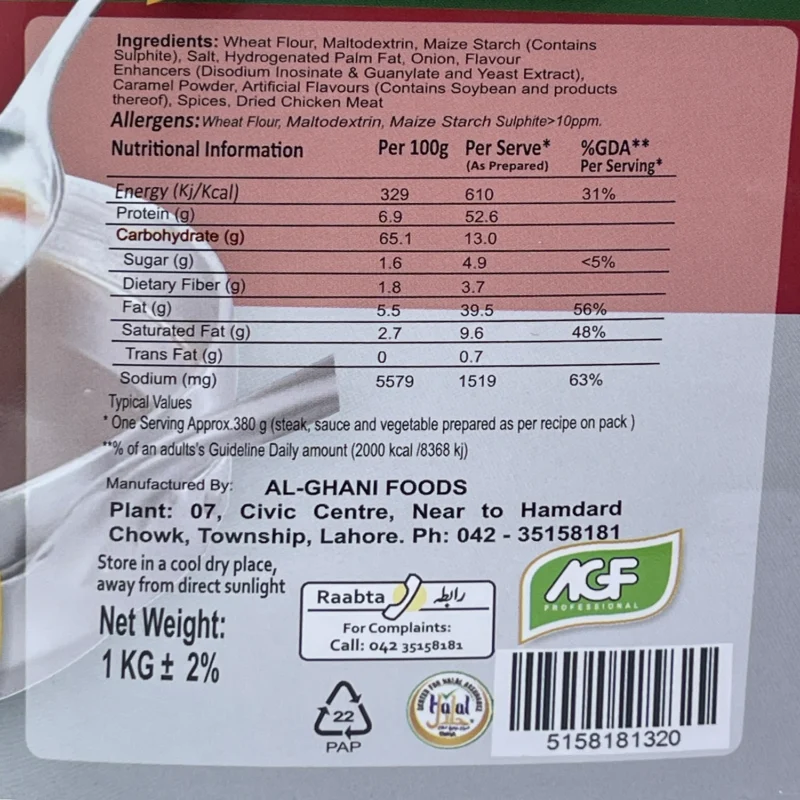 Ingredients: Wheat Flour, Maltodextrin, Maize Starch (Contains
Sulphite), Salt, Hydrogenated Palm Fat, Onion, Flavour
Enhancers (Disodium Inosinate & Guanylate and Yeast Extract),
Caramel Powder, Artificial Flavours (Contains Soybean and products
thereof), Spices, Dried Chicken Meat
Allergens: Wheat Flour, Maltodextrin, Maize Starch Sulphite>10ppm.
Nutritional Information Per 100g Per Serve* %GDA**
(As Prepared) Per Serving*
Energy (Kj/Kcal) 329 610 31%
Protein (g) 6.9 52.6
Carbohydrate (g) 65.1 13.0
Sugar (g) 1.6 4.9 <5%
Dietary Fiber (g) 1.8 3.7
Fat (g) 5.5 39.5 56%
Saturated Fat (g) 2.7 9.6 48%
Trans Fat (g) 0 0.7
Sodium (mg) 5579 1519 63%
Typical Values
* One Serving Approx.380 g (steak, sauce and vegetable prepared as per recipe on pack )
**% of an adults's Guideline Daily amount (2000 kcal /8368 kj)
Manufactured By: AL-GHANI FOODS
Plant: 07, Civic Centre, Near to Hamdard
Chowk, Township, Lahore. Ph: 042 - 35158181
Store in a cool dry place,
away from direct sunlight
Net Weight:
1 KG ± 2%
Raabta رابطہ
For Complaints:
Call: 042 35158181
AGF
PROFESSIONAL
22
PAP
Halal
5158181320